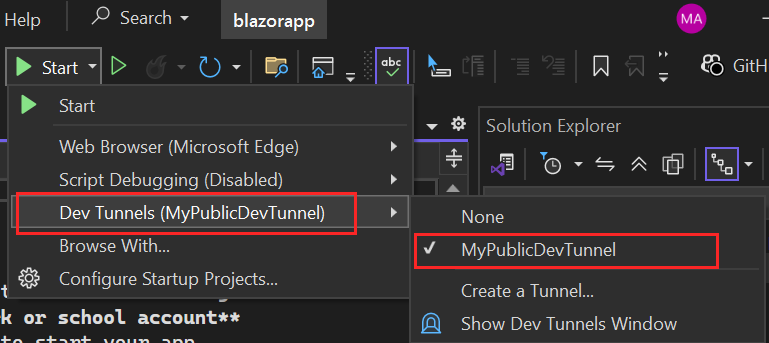 Help
Search
blazorapp
MA
Start
abc
GitH
Start
Web Browser (Microsoft Edge)
Script Debugging (Disabled)
Dev Tunnels (MyPublicDevTunnel)
Browse With...
Configure Startup Projects...
Solution Explorer
None
MyPublicDevTunnel
Create a Tunnel...
Show Dev Tunnels Window
k or school account**
to start your app